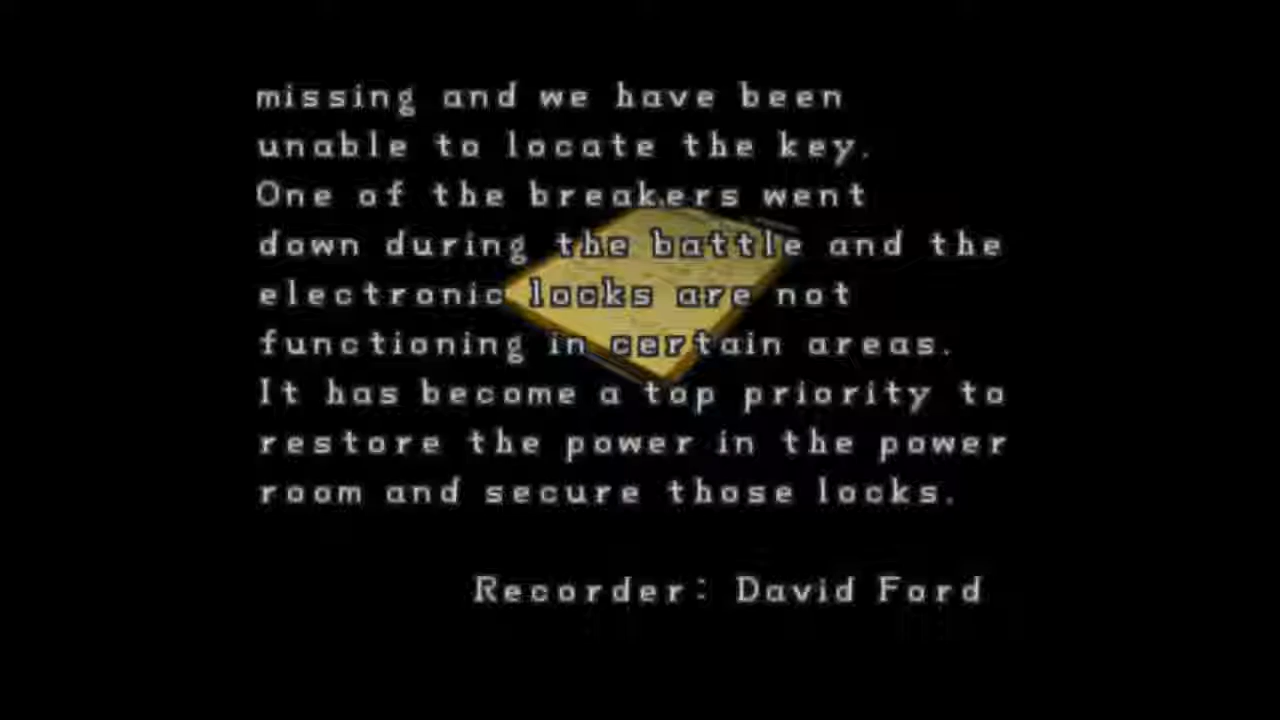 missing and we have been
unable to locate the key.
One of the breakers went
down during the battle and the
electronic locks are not
functioning in certain areas.
It has become a top priority to
restore the power in the power
room and secure those locks.
Recorder: David Ford